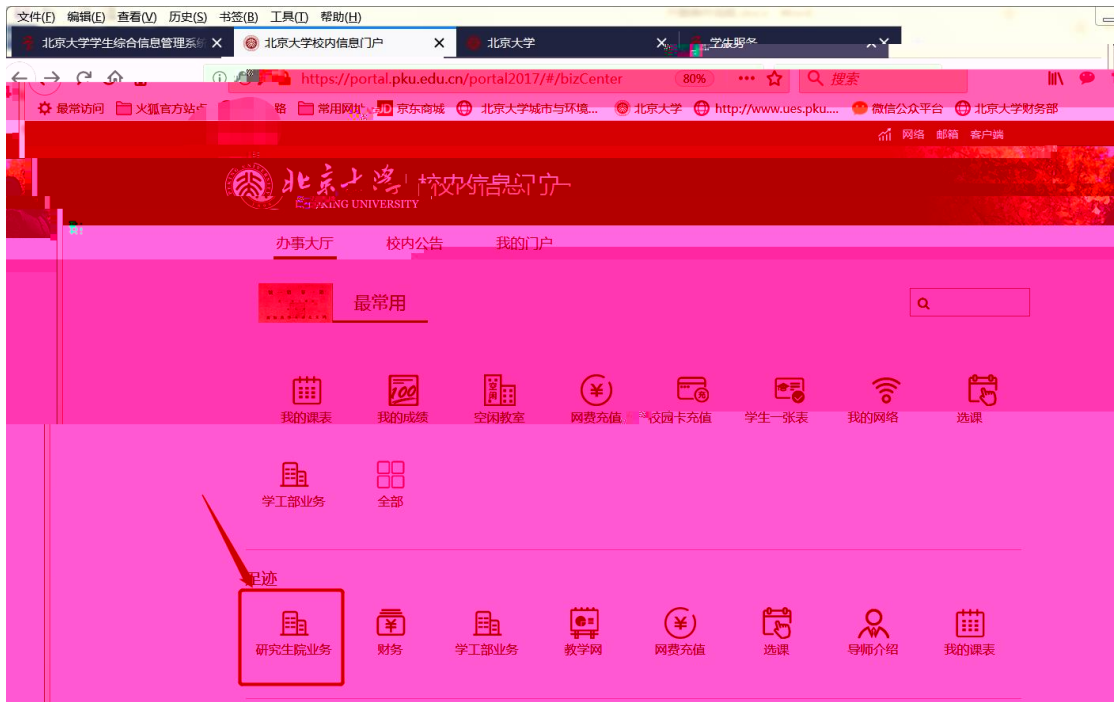 文件(F) 编辑(E) 查看(V) 历史(S) 书签(B) 工具(T) 帮助(H)
北京大学学生综合信息管理系统 北京大学校内信息门户 北京大学
https://portal.pku.edu.cn/portal2017/#/bizCenter 80% 搜索
最常访问 火狐官方站点 常用网址 JD 京东商城 北京大学城市与环境... 北京大学 http://www.ues.pku.... 微信公众平台 北京大学财务部
网络 邮箱 客户端
北京大学 校内信息门户
UNIVERSITY
办事大厅 校内公告 我的门户
最常用
我的课表 我的成绩 空闲教室 网费充值 校园卡充值 学生一张表 我的网络 选课
学工部业务 全部
足迹
研究生院业务 财务 学工部业务 教学网 网费充值 选课 导师介绍 我的课表